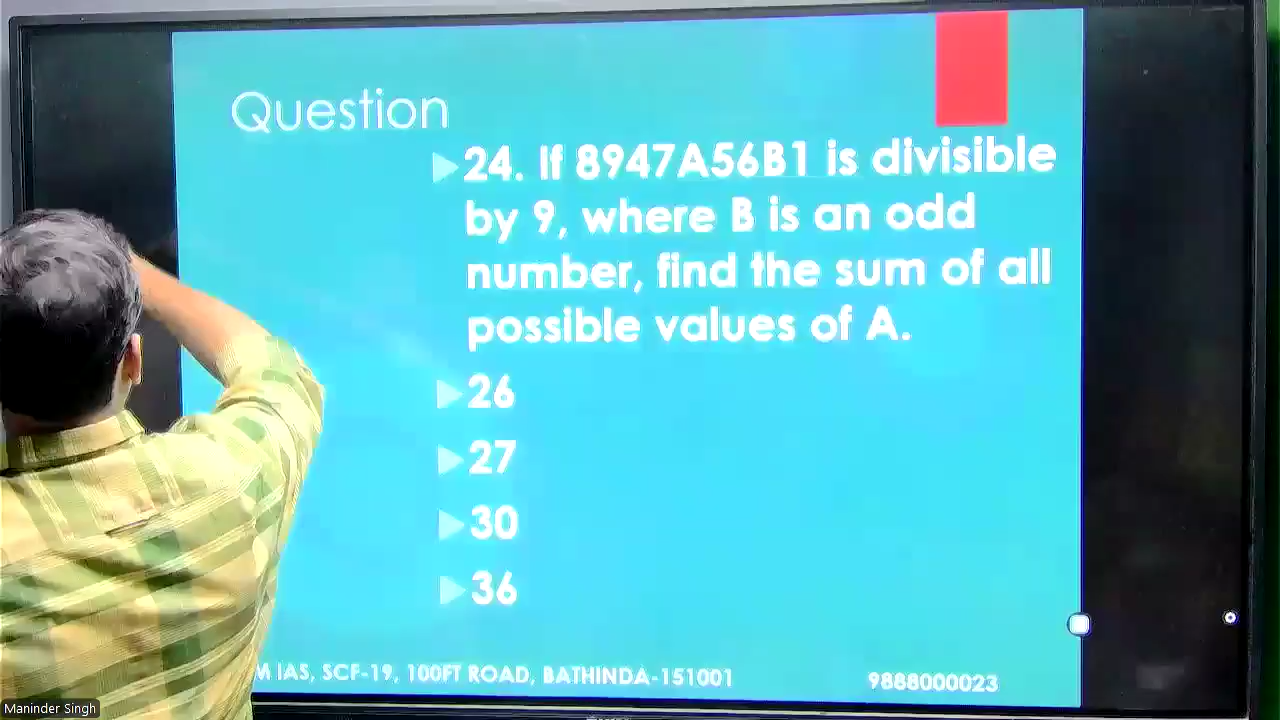 Question
24. If 8947A56B1 is divisible
by 9, where B is an odd
number, find the sum of all
possible values of A.
26
27
30
36
M IAS, SCF-19, 100FT ROAD, BATHINDA-151001 9888000023
Maninder Singh